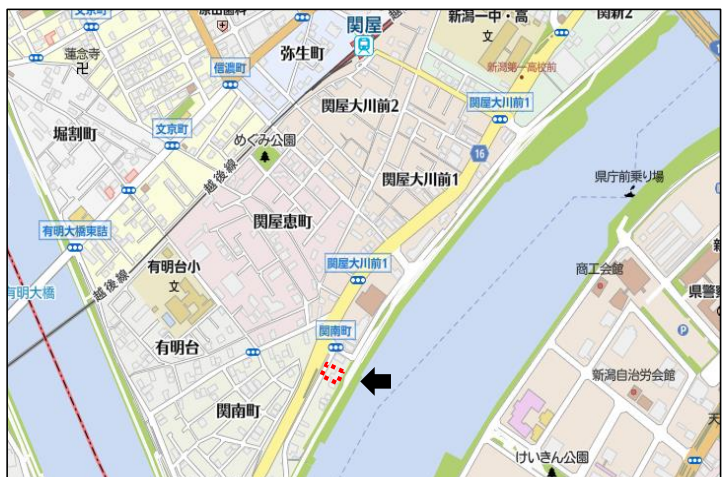 関屋
新潟一中・高
文
関新2
蓮念寺
卍
弥生町
信濃町
新潟第一高校前
関屋大川前2
関屋大川前1
文京町
堀割町
めぐみ公園
16
越後線
関屋大川前1
県庁前乗り場
関屋恵町
有明大橋東詰
有明台小
文
関屋大川前1
商工会館
県警察
有明大橋
越後線
関南町
P
有明台
新潟自治労会館
関南町
けいきん公園